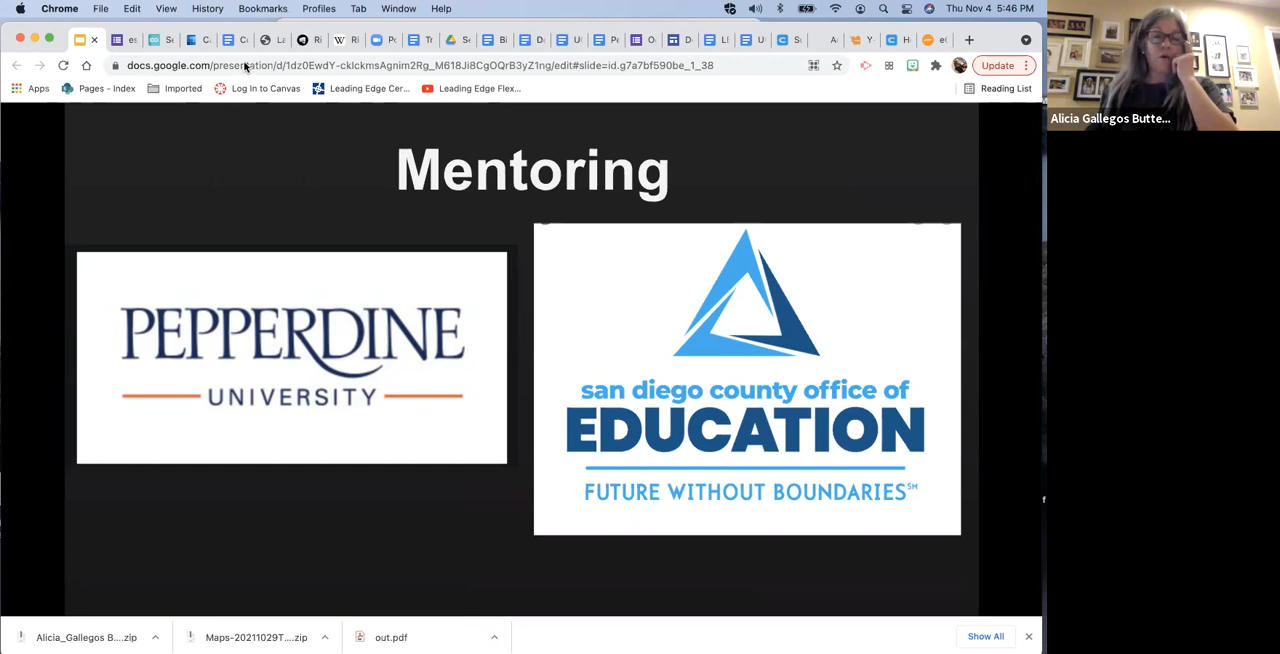 Chrome File Edit View History Bookmarks Profiles Tab Window Help Thu Nov 4 5:46 PM
docs.google.com/presentation/d/1dz0EwdY-cklckmsAgnim2Rg_M618Jd8CgOQrB3yZ1ng/edit#slide=id.g7a7bf590be_1_38 Update
Apps Pages - Index Imported Log In to Canvas Leading Edge Cer... Leading Edge Flex... Reading List
Alicia Gallegos Butte...
Mentoring
PEPPERDINE
UNIVERSITY
san diego county office of
EDUCATION
FUTURE WITHOUT BOUNDARIES℠
Alicia_Gallegos B....zip Maps-20211029T....zip out.pdf Show All